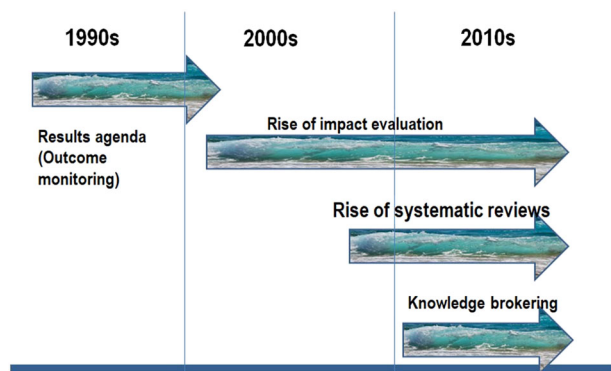 1990s
2000s
2010s
Results agenda
(Outcome
monitoring)
Rise of impact evaluation
Rise of systematic reviews
Knowledge brokering